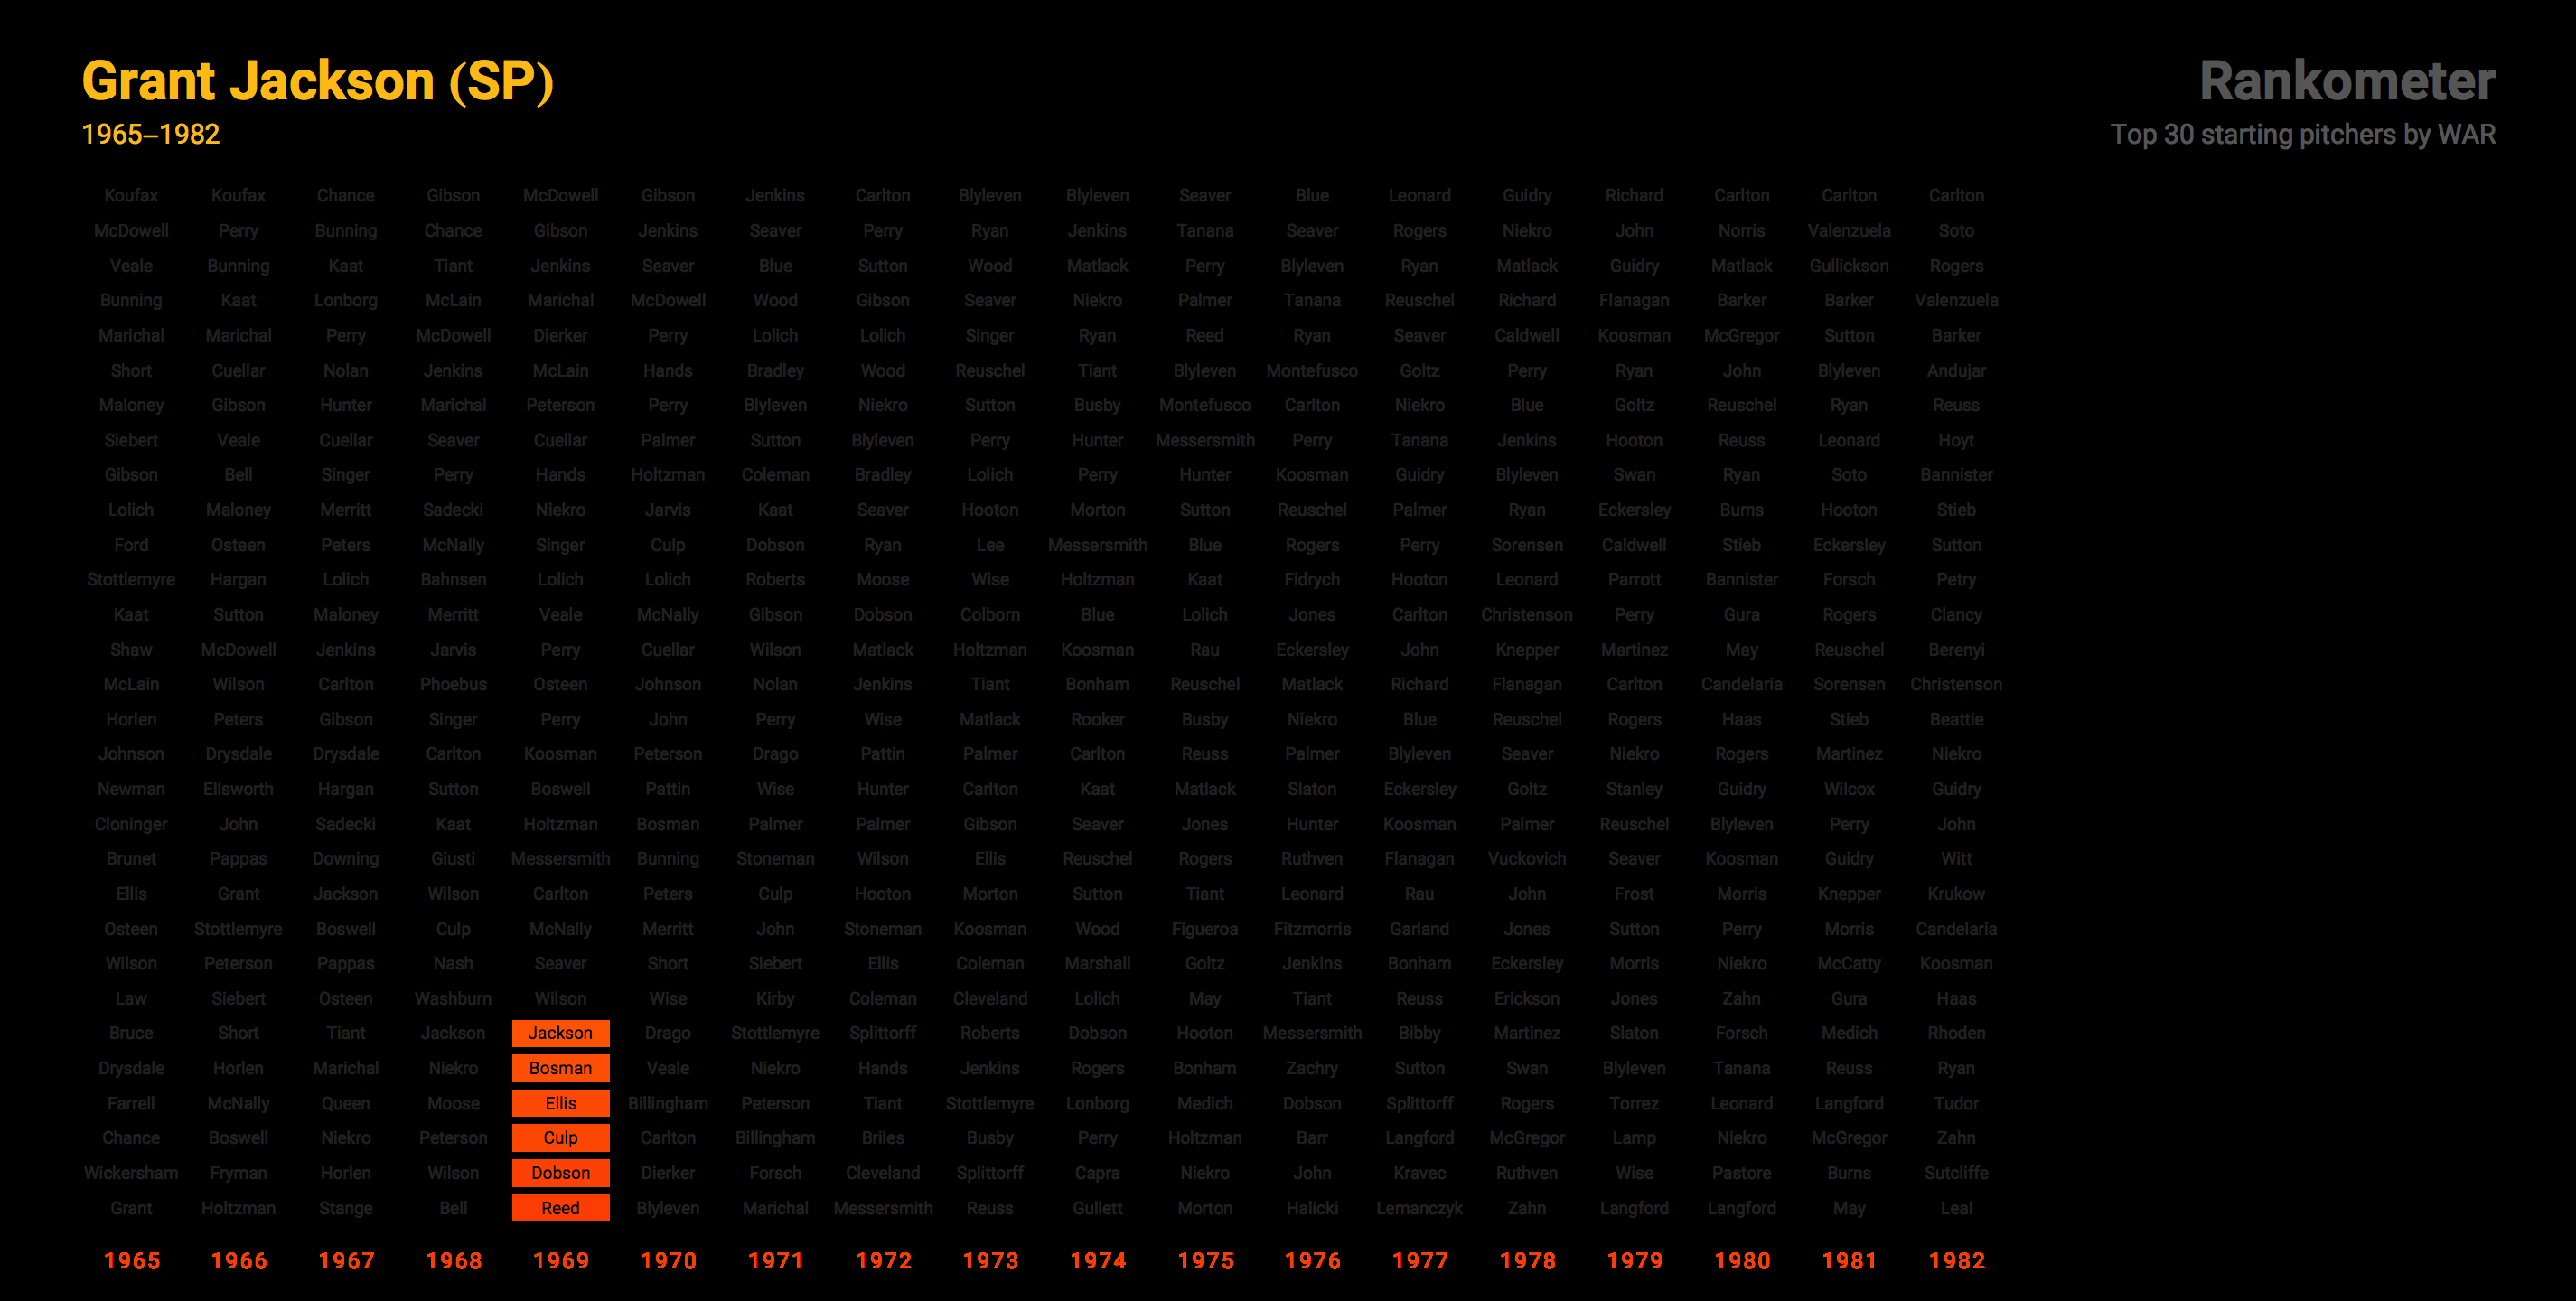 Grant Jackson (SP)
Rankometer
1965–1982
Top 30 starting pitchers by WAR
Koufax Koufax Chance Gibson McDowell Gibson Jenkins Carlton Blyleven Blyleven Seaver Blue Leonard Guidry Richard Carlton Carlton Carlton
McDowell Perry Bunning Chance Gibson Jenkins Seaver Perry Ryan Jenkins Tanana Seaver Rogers Niekro John Norris Valenzuela Soto
Veale Bunning Kaat Tiant Jenkins Seaver Blue Sutton Wood Matlack Perry Blyleven Ryan Matlack Guidry Matlack Gullickson Rogers
Bunning Kaat Lonborg McLain Marichal McDowell Wood Gibson Seaver Niekro Palmer Tanana Reuschel Richard Flanagan Barker Barker Valenzuela
Marichal Marichal Perry McDowell Dierker Perry Lolich Lolich Singer Ryan Reed Ryan Seaver Caldwell Koosman McGregor Sutton Barker
Short Cuellar Nolan Jenkins McLain Hands Bradley Wood Reuschel Tiant Blyleven Montefusco Goltz Perry Ryan John Blyleven Andujar
Maloney Gibson Hunter Marichal Peterson Perry Blyleven Niekro Sutton Busby Montefusco Carlton Niekro Blue Goltz Reuschel Ryan Reuss
Siebert Veale Cuellar Seaver Cuellar Palmer Sutton Blyleven Perry Hunter Messersmith Perry Tanana Jenkins Hooton Reuss Leonard Hoyt
Gibson Bell Singer Perry Hands Holtzman Coleman Bradley Lolich Perry Hunter Koosman Guidry Blyleven Swan Ryan Soto Bannister
Lolich Maloney Merritt Sadecki Niekro Jarvis Kaat Seaver Hooton Morton Sutton Reuschel Palmer Ryan Eckersley Burns Hooton Stieb
Ford Osteen Peters McNally Singer Culp Dobson Ryan Lee Messersmith Blue Rogers Perry Sorensen Caldwell Stieb Eckersley Sutton
Stottlemyre Hargan Lolich Bahnsen Lolich Lolich Roberts Moose Wise Holtzman Kaat Fidrych Hooton Leonard Parrott Bannister Forsch Petry
Kaat Sutton Maloney Merritt Veale McNally Gibson Dobson Colborn Blue Lolich Jones Carlton Christenson Perry Gura Rogers Clancy
Shaw McDowell Jenkins Jarvis Perry Cuellar Wilson Matlack Holtzman Koosman Rau Eckersley John Knepper Martinez May Reuschel Berenyi
McLain Wilson Carlton Phoebus Osteen Johnson Nolan Jenkins Tiant Bonham Reuschel Matlack Richard Flanagan Carlton Candelaria Sorensen Christenson
Horlen Peters Gibson Singer Perry John Perry Wise Matlack Rooker Busby Niekro Blue Reuschel Rogers Haas Stieb Beattie
Johnson Drysdale Drysdale Carlton Koosman Peterson Drago Pattin Palmer Carlton Reuss Palmer Blyleven Seaver Niekro Rogers Martinez Niekro
Newman Ellsworth Hargan Sutton Boswell Pattin Wise Hunter Carlton Kaat Matlack Slaton Eckersley Goltz Stanley Guidry Wilcox Guidry
Cloninger John Sadecki Kaat Holtzman Bosman Palmer Palmer Gibson Seaver Jones Hunter Koosman Palmer Reuschel Blyleven Perry John
Brunet Pappas Downing Giusti Messersmith Bunning Stoneman Wilson Ellis Reuschel Rogers Ruthven Flanagan Vuckovich Seaver Koosman Guidry Witt
Ellis Grant Jackson Wilson Carlton Peters Culp Hooton Morton Sutton Tiant Leonard Rau John Frost Morris Knepper Krukow
Osteen Stottlemyre Boswell Culp McNally Merritt John Stoneman Koosman Wood Figueroa Fitzmorris Garland Jones Sutton Perry Morris Candelaria
Wilson Peterson Pappas Nash Seaver Short Siebert Ellis Coleman Marshall Goltz Jenkins Bonham Eckersley Morris Niekro McCatty Koosman
Law Siebert Osteen Washburn Wilson Wise Kirby Coleman Cleveland Lolich May Tiant Reuss Erickson Jones Zahn Gura Haas
Bruce Short Tiant Jackson Jackson Drago Stottlemyre Splittorff Roberts Dobson Hooton Messersmith Bibby Martinez Slaton Forsch Medich Rhoden
Drysdale Horlen Marichal Niekro Bosman Veale Niekro Hands Jenkins Rogers Bonham Zachry Sutton Swan Blyleven Tanana Reuss Ryan
Farrell McNally Queen Moose Ellis Billingham Peterson Tiant Stottlemyre Lonborg Medich Dobson Splittorff Rogers Torrez Leonard Langford Tudor
Chance Boswell Niekro Peterson Culp Carlton Billingham Briles Busby Perry Holtzman Barr Langford McGregor Lamp Niekro McGregor Zahn
Wickersham Fryman Horlen Wilson Dobson Dierker Forsch Cleveland Splittorff Capra Niekro John Kravec Ruthven Wise Pastore Burns Sutcliffe
Grant Holtzman Stange Bell Reed Blyleven Marichal Messersmith Reuss Gullett Morton Halicki Lemanczyk Zahn Langford Langford May Leal
1965 1966 1967 1968 1969 1970 1971 1972 1973 1974 1975 1976 1977 1978 1979 1980 1981 1982